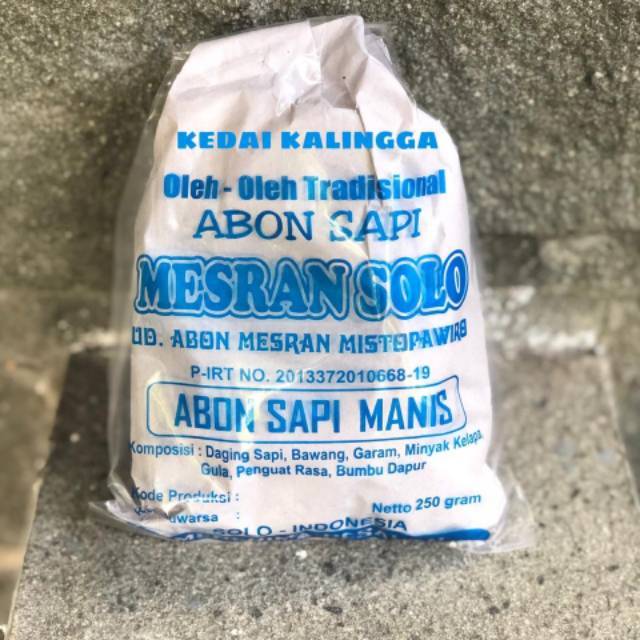 KEDAI KALINGGA
Oleh - Oleh Tradisional
ABON SAPI
MESRAN SOLO
UD. ABON MESRAN MISTOPAWIRO
P-IRT NO. 2013372010668-19
ABON SAPI MANIS
Komposisi : Daging Sapi, Bawang, Garam, Minyak Kelapa,
Gula, Penguat Rasa, Bumbu Dapur
Kode Produksi :
Netto 250 gram
SOLO - INDONESIA